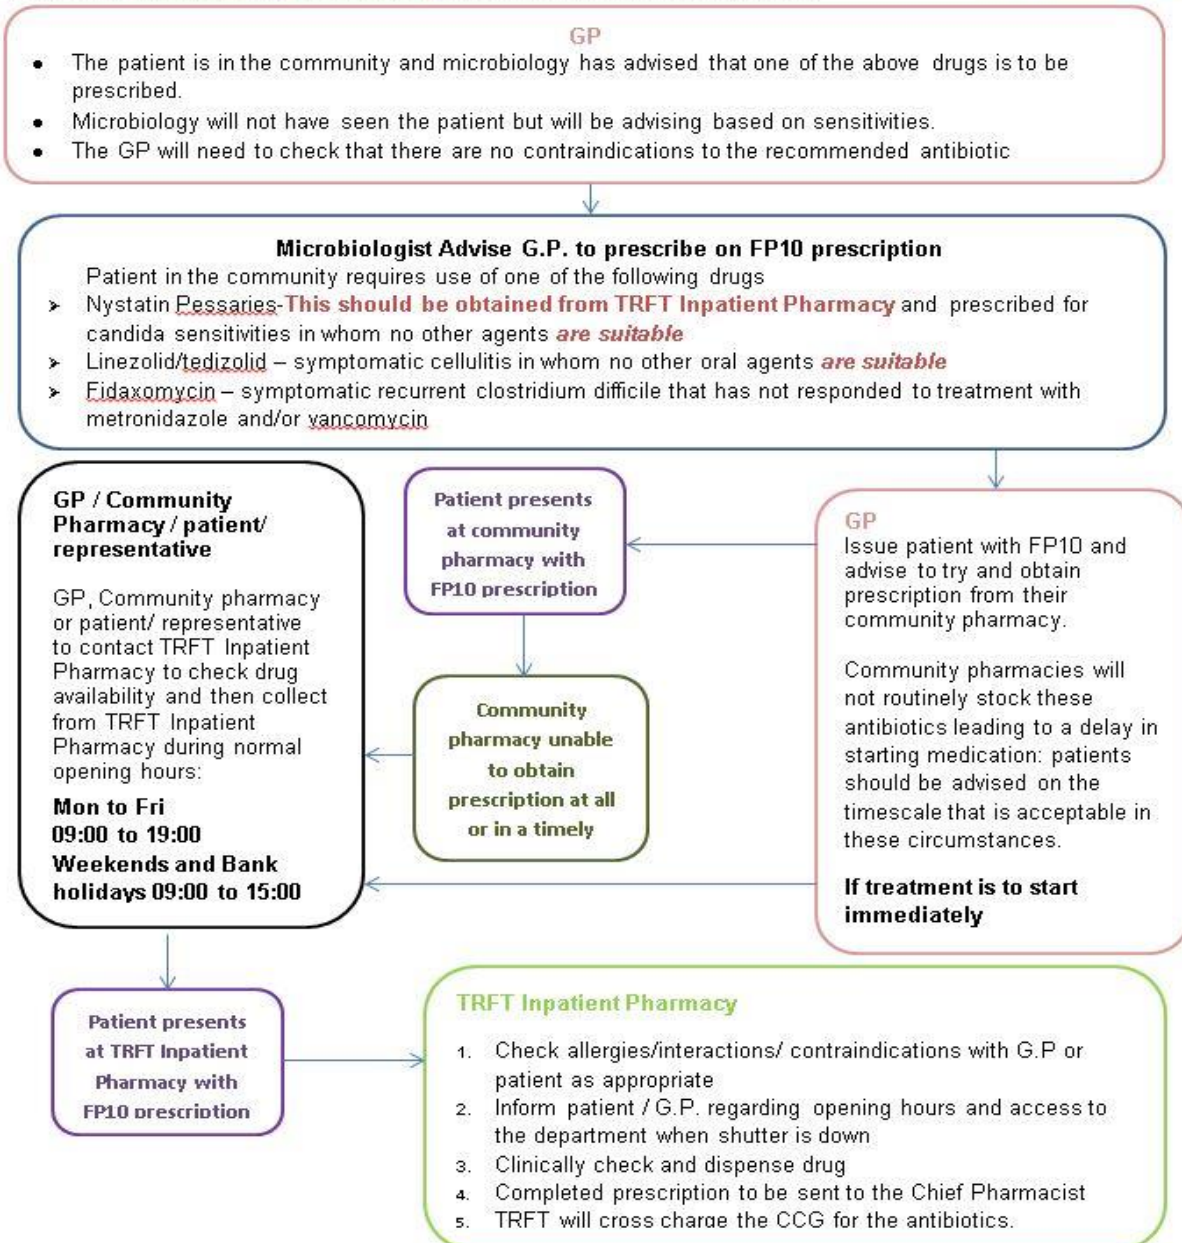 GP
• The patient is in the community and microbiology has advised that one of the above drugs is to be
prescribed.
• Microbiology will not have seen the patient but will be advising based on sensitivities.
• The GP will need to check that there are no contraindications to the recommended antibiotic
Microbiologist Advise G.P. to prescribe on FP10 prescription
Patient in the community requires use of one of the following drugs
➤ Nystatin Pessaries-This should be obtained from TRFT Inpatient Pharmacy and prescribed for
candida sensitivities in whom no other agents are suitable
➤ Linezolid/tedizolid – symptomatic cellulitis in whom no other oral agents are suitable
➤ Fidaxomycin – symptomatic recurrent clostridium difficile that has not responded to treatment with
metronidazole and/or vancomycin
GP / Community
Pharmacy / patient/
representative
GP, Community pharmacy
or patient/ representative
to contact TRFT Inpatient
Pharmacy to check drug
availability and then collect
from TRFT Inpatient
Pharmacy during normal
opening hours:
Mon to Fri
09:00 to 19:00
Weekends and Bank
holidays 09:00 to 15:00
Patient presents
at community
pharmacy with
FP10 prescription
Community
pharmacy unable
to obtain
prescription at all
or in a timely
GP
Issue patient with FP10 and
advise to try and obtain
prescription from their
community pharmacy.
Community pharmacies will
not routinely stock these
antibiotics leading to a delay in
starting medication: patients
should be advised on the
timescale that is acceptable in
these circumstances.
If treatment is to start
immediately
Patient presents
at TRFT Inpatient
Pharmacy with
FP10 prescription
TRFT Inpatient Pharmacy
1. Check allergies/interactions/ contraindications with G.P or
patient as appropriate
2. Inform patient / G.P. regarding opening hours and access to
the department when shutter is down
3. Clinically check and dispense drug
4. Completed prescription to be sent to the Chief Pharmacist
5. TRFT will cross charge the CCG for the antibiotics.